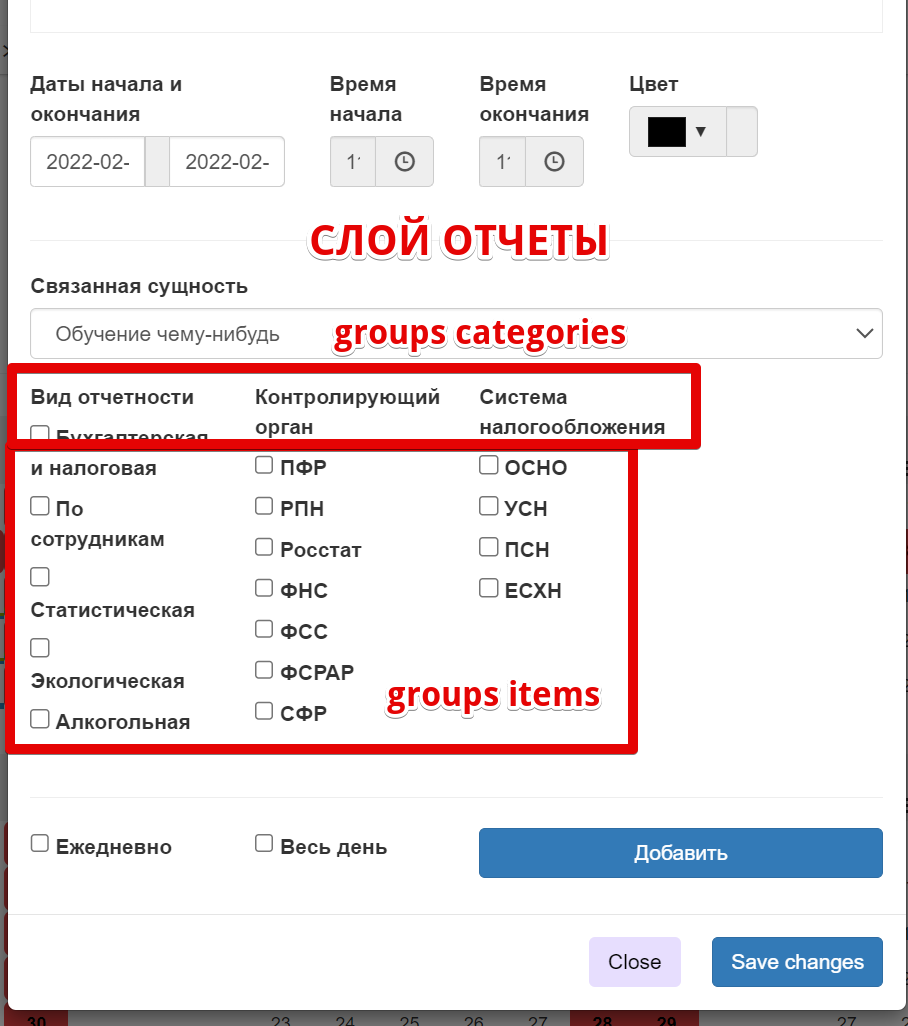 Даты начала и
окончания
Время
начала
Время
окончания
Цвет
2022-02-
2022-02-
СЛОЙ ОТЧЕТЫ
Связанная сущность
Обучение чему-нибудь
groups categories
Вид отчетности
Контролирующий
орган
Система
налогообложения
Бухгалтерская
и налоговая
По
сотрудникам
Статистическая
Экологическая
Алкогольная
ПФР
РПН
Росстат
ФНС
ФСС
ФСРАР
СФР
ОСНО
УСН
ПСН
ЕСХН
groups items
Ежедневно
Весь день
Добавить
Close
Save changes
30 23 24 25 26 27 28 29 27